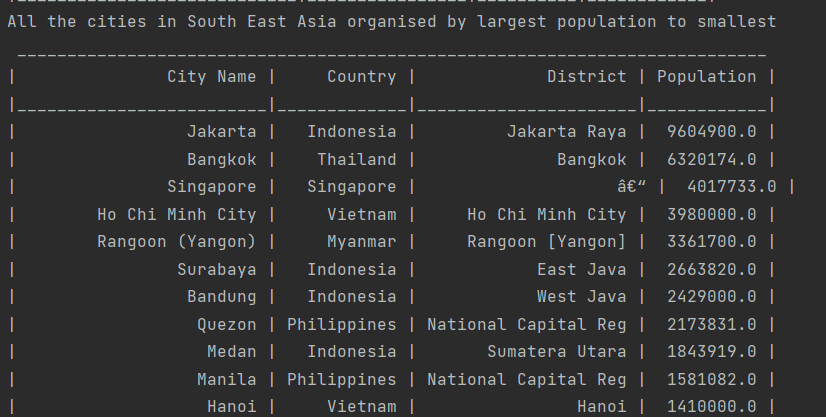 All the cities in South East Asia organised by largest population to smallest
| City Name | Country | District | Population |
| Jakarta | Indonesia | Jakarta Raya | 9604900.0 |
| Bangkok | Thailand | Bangkok | 6320174.0 |
| Singapore | Singapore | â€“ | 4017733.0 |
| Ho Chi Minh City | Vietnam | Ho Chi Minh City | 3980000.0 |
| Rangoon (Yangon) | Myanmar | Rangoon [Yangon] | 3361700.0 |
| Surabaya | Indonesia | East Java | 2663820.0 |
| Bandung | Indonesia | West Java | 2429000.0 |
| Quezon | Philippines | National Capital Reg | 2173831.0 |
| Medan | Indonesia | Sumatera Utara | 1843919.0 |
| Manila | Philippines | National Capital Reg | 1581082.0 |
| Hanoi | Vietnam | Hanoi | 1410000.0 |